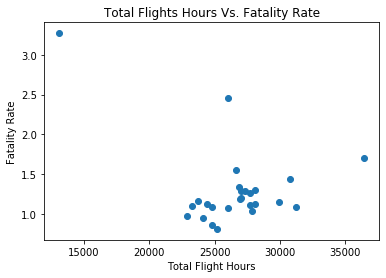 Total Flights Hours Vs. Fatality Rate
3.0
2.5
2.0
1.5
1.0
Fatality Rate
15000 20000 25000 30000 35000
Total Flight Hours